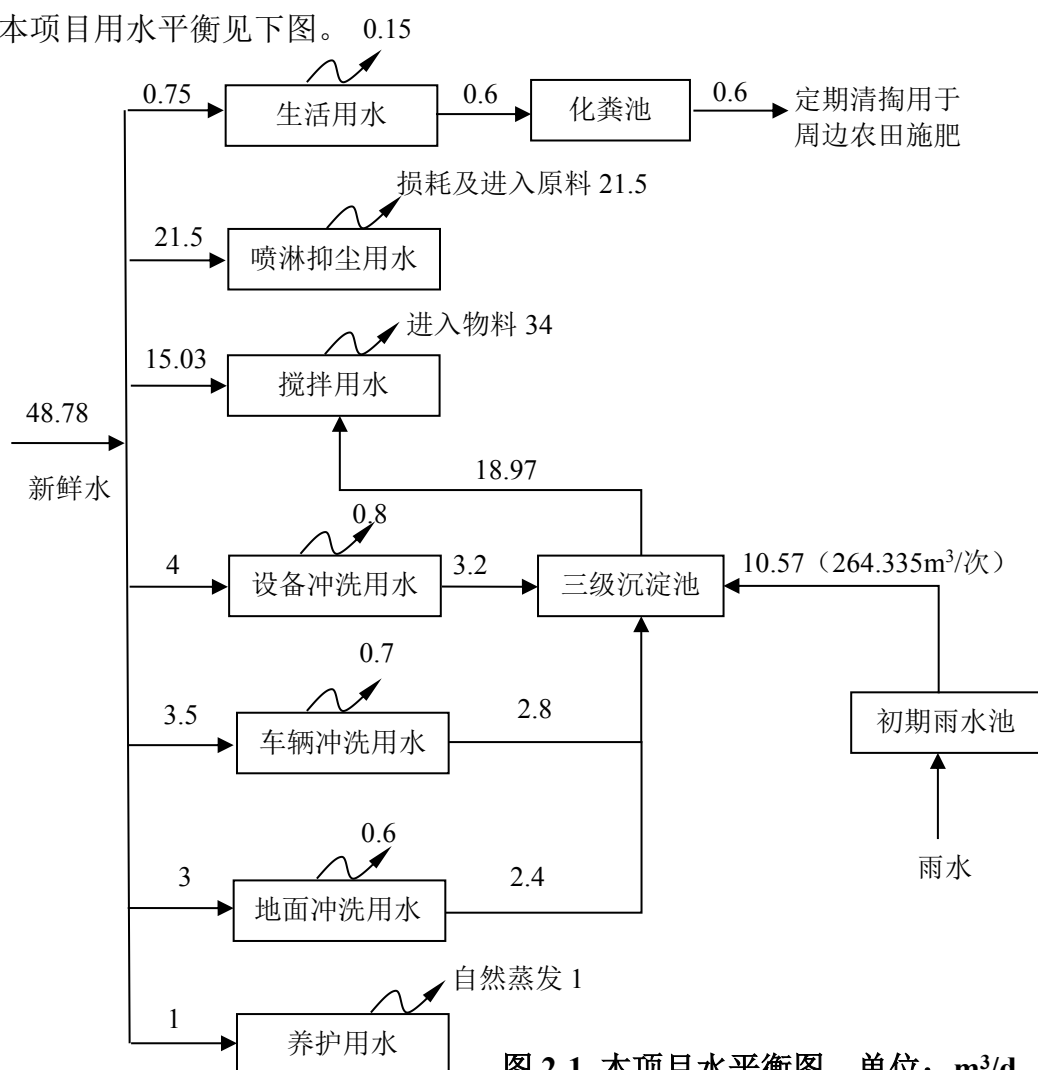 本项目用水平衡见下图。
0.15
0.75
生活用水
0.6
化粪池
0.6
定期清掏用于
周边农田施肥
损耗及进入原料 21.5
21.5
喷淋抑尘用水
进入物料 34
15.03
搅拌用水
48.78
新鲜水
18.97
0.8
4
设备冲洗用水
3.2
三级沉淀池
10.57（264.335m³/次）
0.7
3.5
车辆冲洗用水
2.8
初期雨水池
0.6
3
地面冲洗用水
2.4
雨水
自然蒸发 1
1
养护用水
图 2-1 本项目水平衡图 单位：m³/d